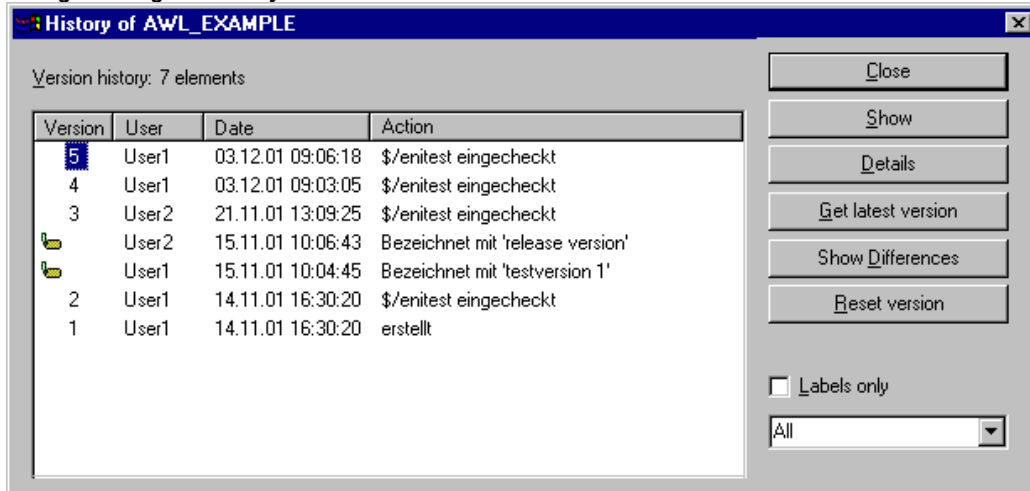 History of AWL_EXAMPLE
Version history: 7 elements
Close
Show
Details
Get latest version
Show Differences
Reset version
Labels only
All
Version User Date Action
5 User1 03.12.01 09:06:18 $/enitest eingecheckt
4 User1 03.12.01 09:03:05 $/enitest eingecheckt
3 User2 21.11.01 13:09:25 $/enitest eingecheckt
User2 15.11.01 10:06:43 Bezeichnet mit 'release version'
User1 15.11.01 10:04:45 Bezeichnet mit 'testversion 1'
2 User1 14.11.01 16:30:20 $/enitest eingecheckt
1 User1 14.11.01 16:30:20 erstellt